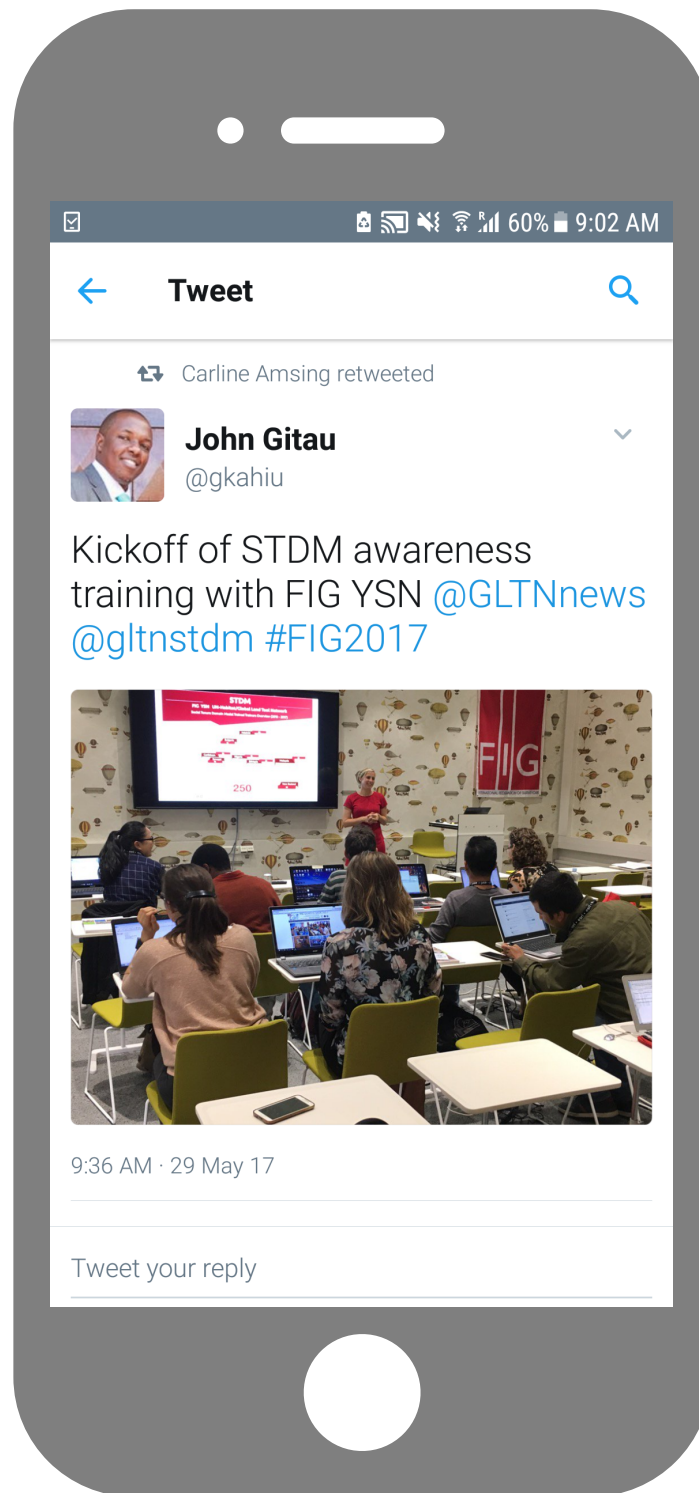 60% 9:02 AM
Tweet
Carline Amsing retweeted
John Gitau
@gkahiu
Kickoff of STDM awareness
training with FIG YSN @GLTNnews
@gltnstdm #FIG2017
STDM
250
FIG
9:36 AM · 29 May 17
Tweet your reply